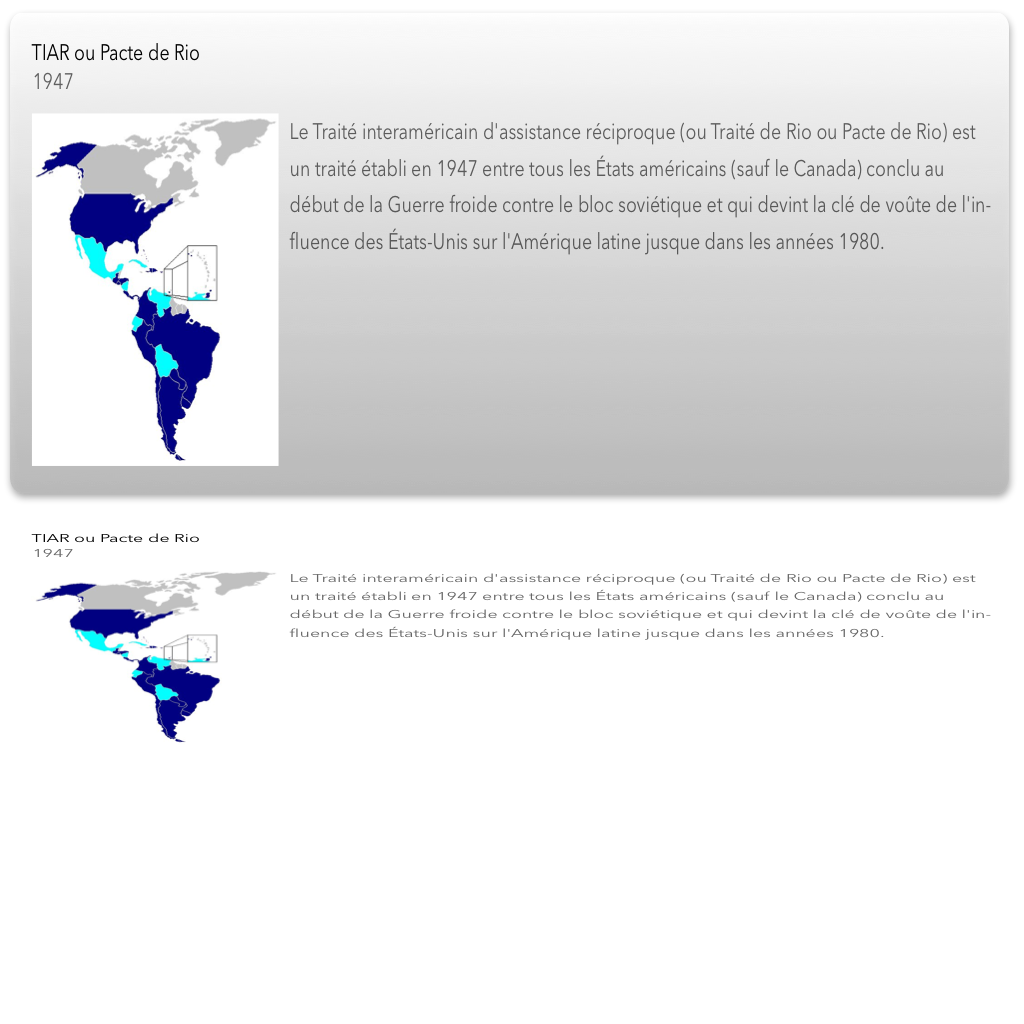 TIAR ou Pacte de Rio
1947
Le Traité interaméricain d'assistance réciproque (ou Traité de Rio ou Pacte de Rio) est
un traité établi en 1947 entre tous les États américains (sauf le Canada) conclu au
début de la Guerre froide contre le bloc soviétique et qui devint la clé de voûte de l'in-
fluence des États-Unis sur l'Amérique latine jusque dans les années 1980.
TIAR ou Pacte de Rio
1947
Le Traité interaméricain d'assistance réciproque (ou Traité de Rio ou Pacte de Rio) est
un traité établi en 1947 entre tous les États américains (sauf le Canada) conclu au
début de la Guerre froide contre le bloc soviétique et qui devint la clé de voûte de l'in-
fluence des États-Unis sur l'Amérique latine jusque dans les années 1980.